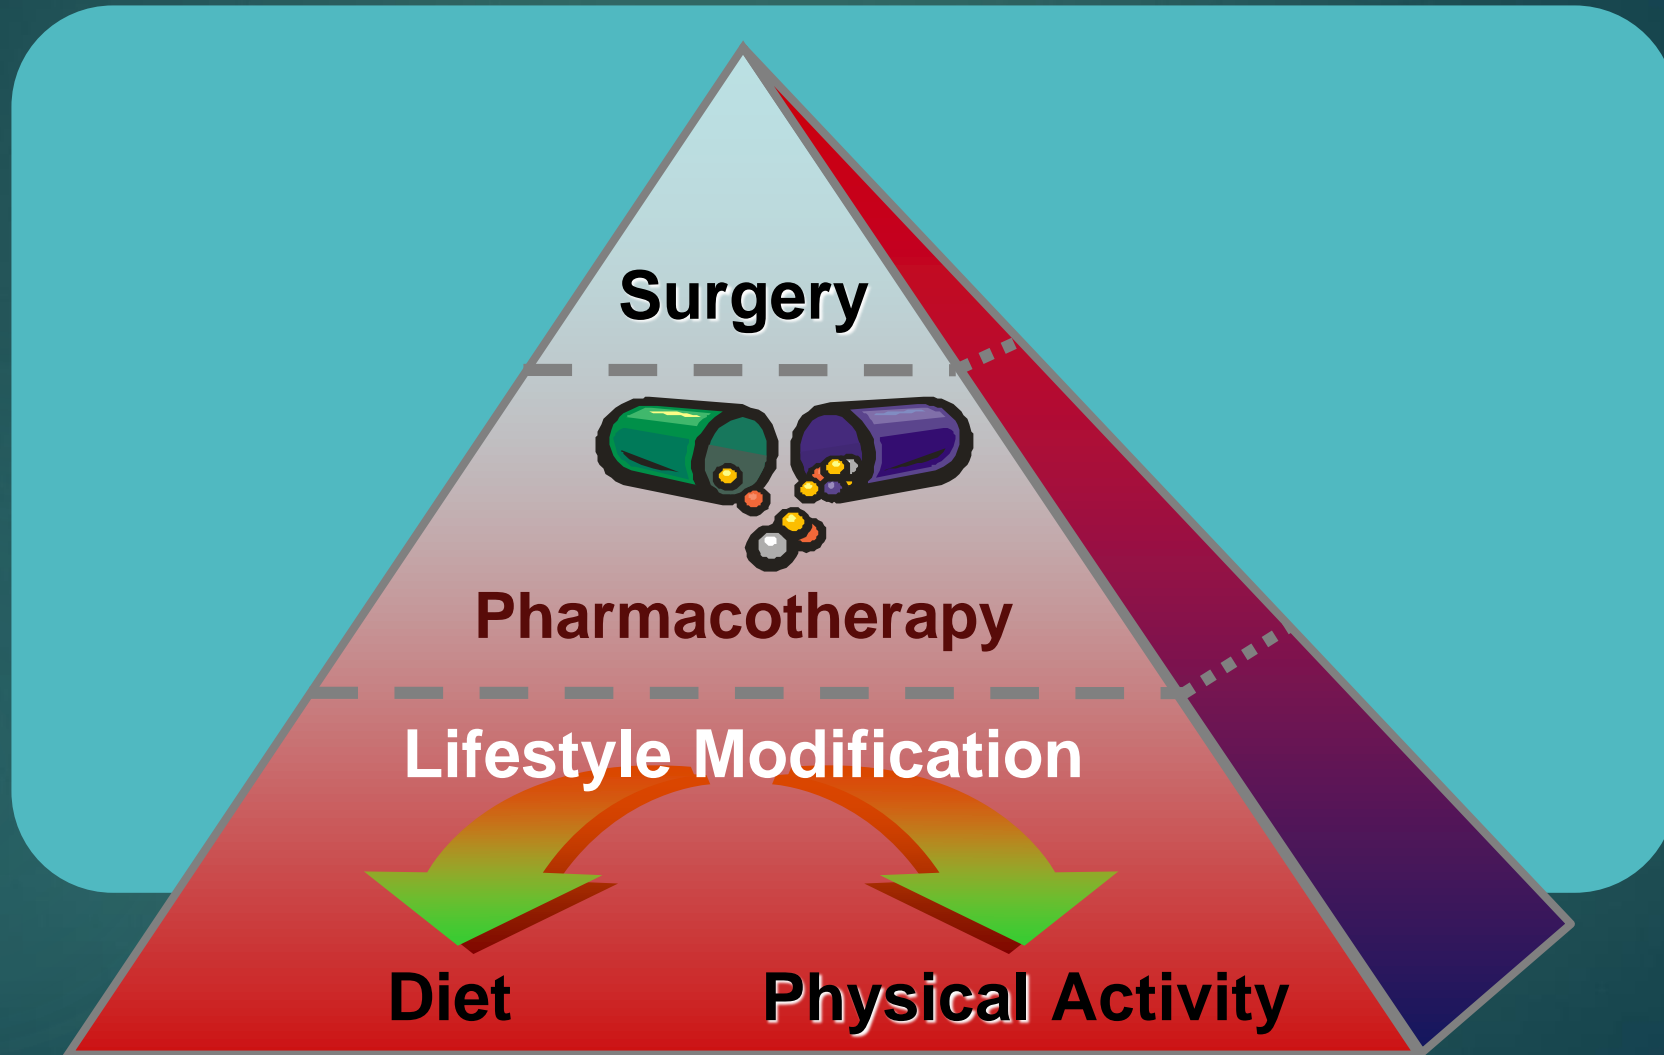 Surgery
Pharmacotherapy
Lifestyle Modification
Diet Physical Activity